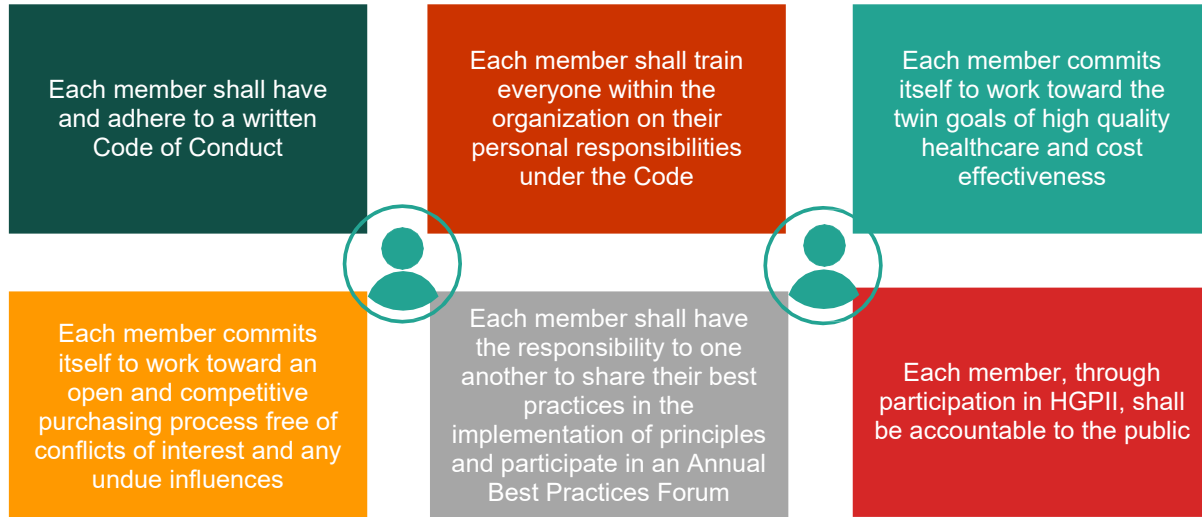 Each member shall have
and adhere to a written
Code of Conduct
Each member shall train
everyone within the
organization on their
personal responsibilities
under the Code
Each member commits
itself to work toward the
twin goals of high quality
healthcare and cost
effectiveness
Each member commits
itself to work toward an
open and competitive
purchasing process free of
conflicts of interest and any
undue influences
Each member shall have
the responsibility to one
another to share their best
practices in the
implementation of principles
and participate in an Annual
Best Practices Forum
Each member, through
participation in HGPII, shall
be accountable to the public